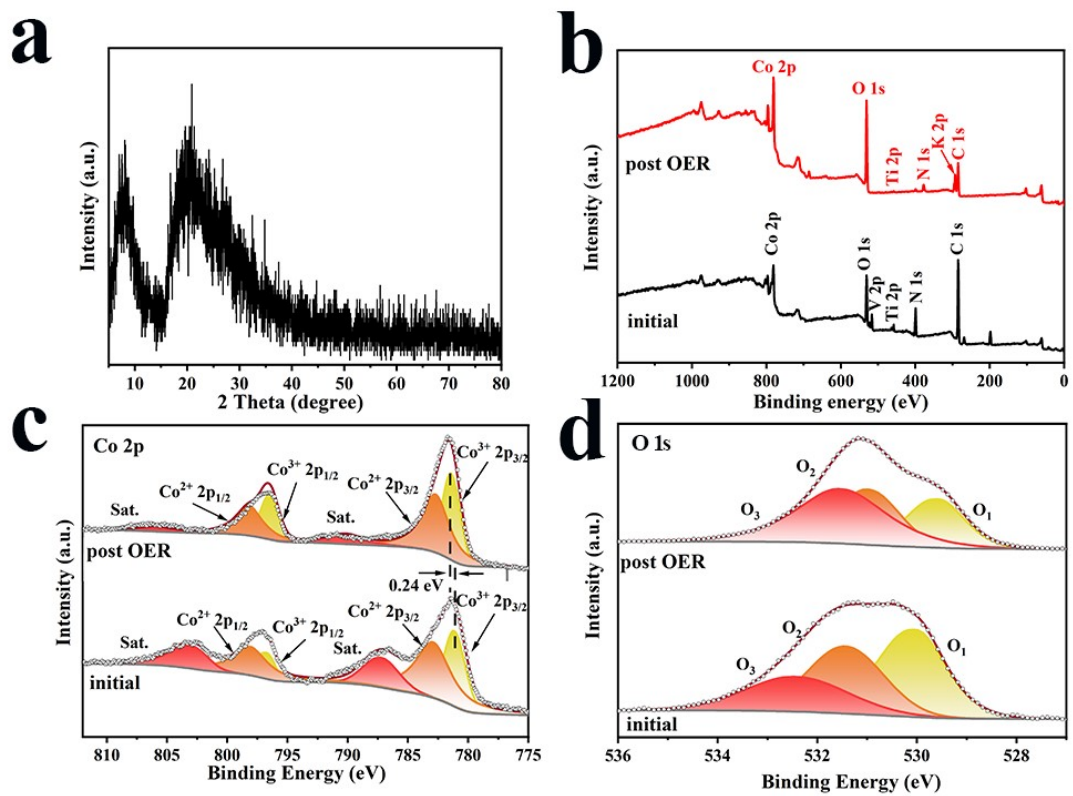 a
Intensity (a.u.)
10 20 30 40 50 60 70 80
2 Theta (degree)
b
Intensity (a.u.)
Co 2p
O 1s
Ti 2p
N 1s
K 2p
C 1s
post OER
Co 2p
O 1s
V 2p
Ti 2p
N 1s
C 1s
initial
1200 1000 800 600 400 200 0
Binding energy (eV)
c
Intensity (a.u.)
Co 2p
Sat.
Co²⁺ 2p₁/₂
Co³⁺ 2p₁/₂
Sat.
Co²⁺ 2p₃/₂
Co³⁺ 2p₃/₂
post OER
0.24 eV
Sat.
Co²⁺ 2p₁/₂
Co³⁺ 2p₁/₂
Sat.
Co²⁺ 2p₃/₂
Co³⁺ 2p₃/₂
initial
810 805 800 795 790 785 780 775
Binding Energy (eV)
d
Intensity (a.u.)
O 1s
O₃
O₂
O₁
post OER
O₃
O₂
O₁
initial
536 534 532 530 528
Binding Energy (eV)